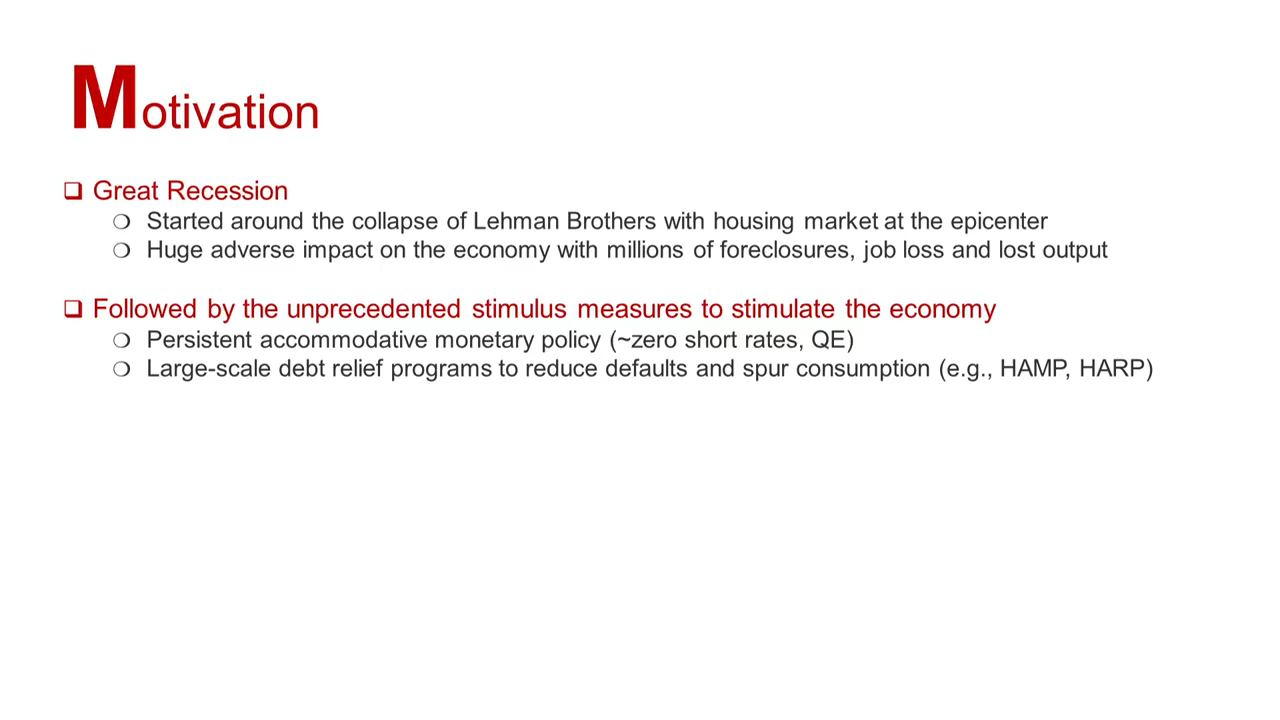 Motivation
❑ Great Recession
❍ Started around the collapse of Lehman Brothers with housing market at the epicenter
❍ Huge adverse impact on the economy with millions of foreclosures, job loss and lost output
❑ Followed by the unprecedented stimulus measures to stimulate the economy
❍ Persistent accommodative monetary policy (~zero short rates, QE)
❍ Large-scale debt relief programs to reduce defaults and spur consumption (e.g., HAMP, HARP)